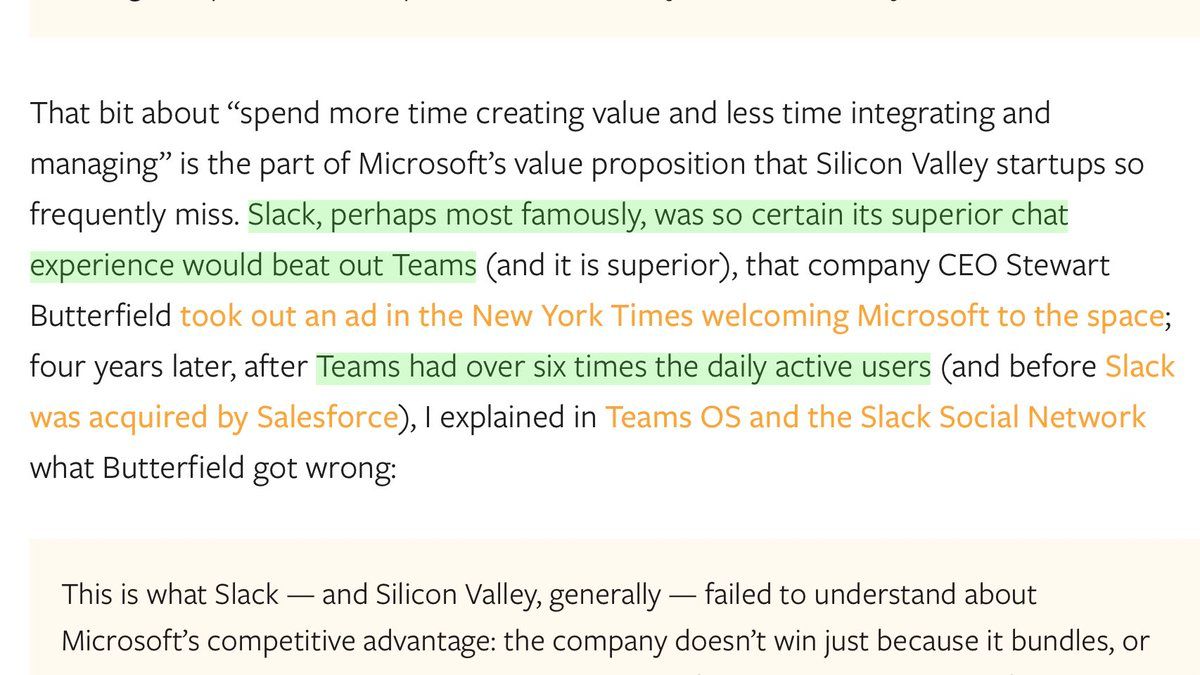 That bit about “spend more time creating value and less time integrating and
managing” is the part of Microsoft’s value proposition that Silicon Valley startups so
frequently miss. Slack, perhaps most famously, was so certain its superior chat
experience would beat out Teams (and it is superior), that company CEO Stewart
Butterfield took out an ad in the New York Times welcoming Microsoft to the space;
four years later, after Teams had over six times the daily active users (and before Slack
was acquired by Salesforce), I explained in Teams OS and the Slack Social Network
what Butterfield got wrong:
This is what Slack — and Silicon Valley, generally — failed to understand about
Microsoft’s competitive advantage: the company doesn’t win just because it bundles, or